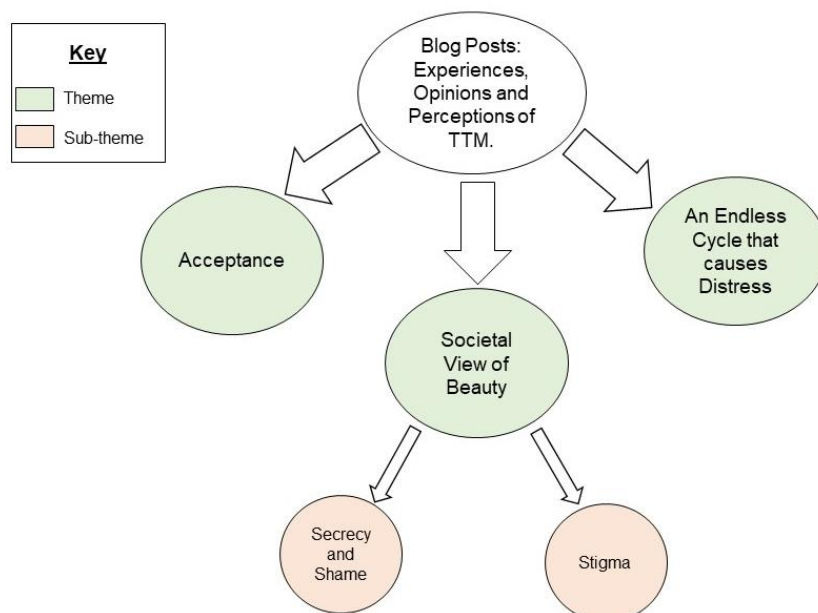 Key
Theme
Sub-theme
Blog Posts:
Experiences,
Opinions and
Perceptions of
TTM.
Acceptance
An Endless
Cycle that
causes
Distress
Societal
View of
Beauty
Secrecy
and
Shame
Stigma